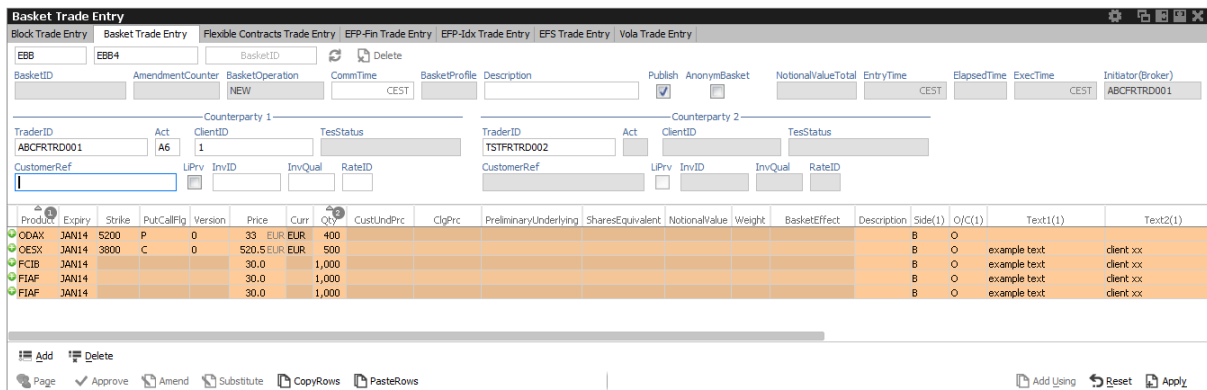 Basket Trade Entry
Block Trade Entry Basket Trade Entry Flexible Contracts Trade Entry EFP-Fin Trade Entry EFP-Idx Trade Entry EFS Trade Entry Vola Trade Entry
EBB EBB4 BasketID Delete
BasketID AmendmentCounter BasketOperation CommTime BasketProfile Description Publish AnonymBasket NotionalValueTotal EntryTime ElapsedTime ExecTime Initiator(Broker)
NEW CEST CEST CEST ABCFRTRD001
Counterparty 1 Counterparty 2
TraderID Act ClientID TesStatus TraderID Act ClientID TesStatus
ABCFRTRD001 A6 1 TSTFRTRD002
CustomerRef LiPrv InvID InvQual RateID CustomerRef LiPrv InvID InvQual RateID
Product 1 Expiry Strike PutCallFlg Version Price Curr Qty 2 CustUndPrc ClgPrc PreliminaryUnderlying SharesEquivalent NotionalValue Weight BasketEffect Description Side(1) O/C(1) Text1(1) Text2(1)
ODAX JAN14 5200 P 0 33 EUR EUR 400 B O
OESX JAN14 3800 C 0 520.5 EUR EUR 500 B O example text client xx
FCIB JAN14 30.0 1,000 B O example text client xx
FIAF JAN14 30.0 1,000 B O example text client xx
FIAF JAN14 30.0 1,000 B O example text client xx
Add Delete
Page Approve Amend Substitute CopyRows PasteRows Add Using Reset Apply